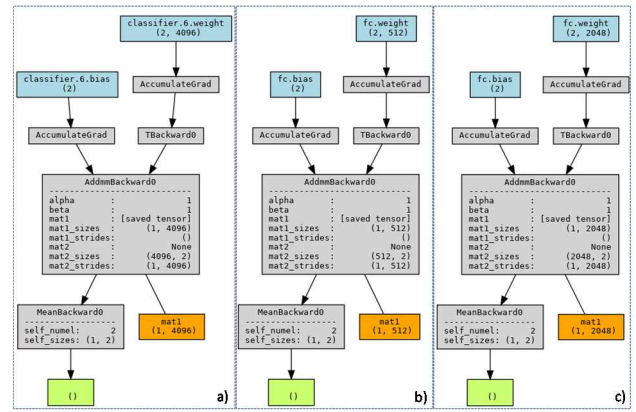 classifier.6.weight
(2, 4096)
classifier.6.bias
(2)
AccumulateGrad
AccumulateGrad
TBackward0
AddmmBackward0
----------------------------
alpha        :             1
beta         :             1
mat1         : [saved tensor]
mat1_sizes   :     (1, 4096)
mat1_strides:            ()
mat2         :          None
mat2_sizes   :     (4096, 2)
mat2_strides:     (1, 4096)
MeanBackward0
----------------
self_numel:      2
self_sizes: (1, 2)
mat1
(1, 4096)
()
a)
fc.weight
(2, 512)
fc.bias
(2)
AccumulateGrad
AccumulateGrad
TBackward0
AddmmBackward0
----------------------------
alpha        :             1
beta         :             1
mat1         : [saved tensor]
mat1_sizes   :      (1, 512)
mat1_strides:            ()
mat2         :          None
mat2_sizes   :      (512, 2)
mat2_strides:      (1, 512)
MeanBackward0
----------------
self_numel:      2
self_sizes: (1, 2)
mat1
(1, 512)
()
b)
fc.weight
(2, 2048)
fc.bias
(2)
AccumulateGrad
AccumulateGrad
TBackward0
AddmmBackward0
----------------------------
alpha        :             1
beta         :             1
mat1         : [saved tensor]
mat1_sizes   :     (1, 2048)
mat1_strides:            ()
mat2         :          None
mat2_sizes   :     (2048, 2)
mat2_strides:     (1, 2048)
MeanBackward0
----------------
self_numel:      2
self_sizes: (1, 2)
mat1
(1, 2048)
()
c)